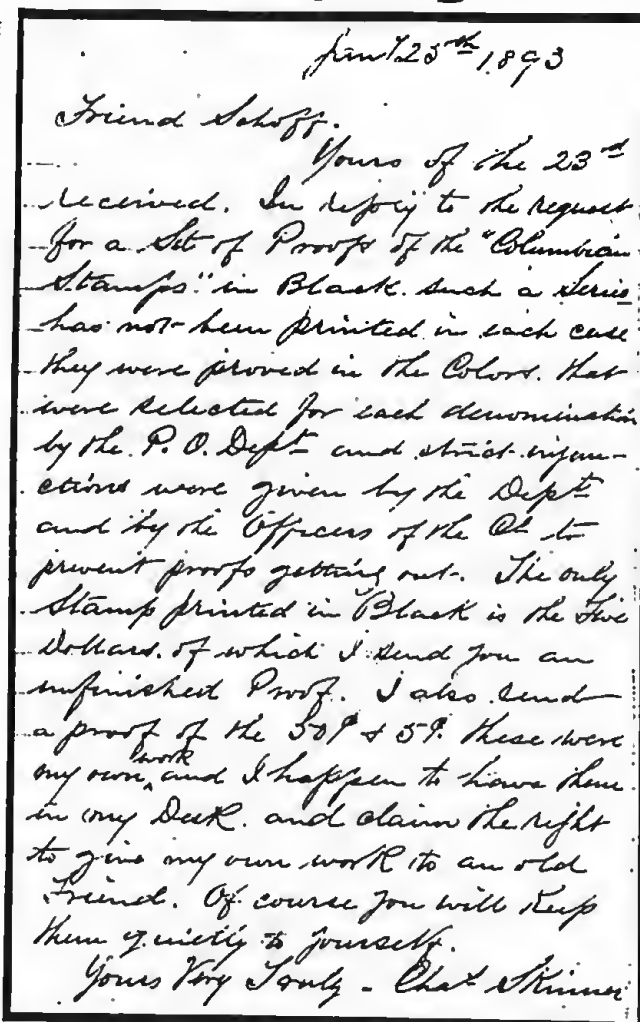 Jany 25th 1893
Friend Schoff.
Yours of the 23rd
received. In reply to the request
for a Set of Proofs of the "Columbian
Stamps" in Black. such a series
has not been printed in each case
they were proved in the Colors. that
were selected for each denomination
by the P. O. Dept and strict injun-
ctions were given by the Dept
and by the Officers of the Co to
prevent proofs getting out. The only
Stamp printed in Black is the Five
Dollars. of which I send you an
unfinished Proof. I also send
a proof of the 50¢ & 5¢. these were
my own work and I happen to have them
in my Desk. and claim the right
to give my own work to an old
Friend. Of course you will Keep
them quietly to yourself.
Yours Very Truly - Chas Skinner